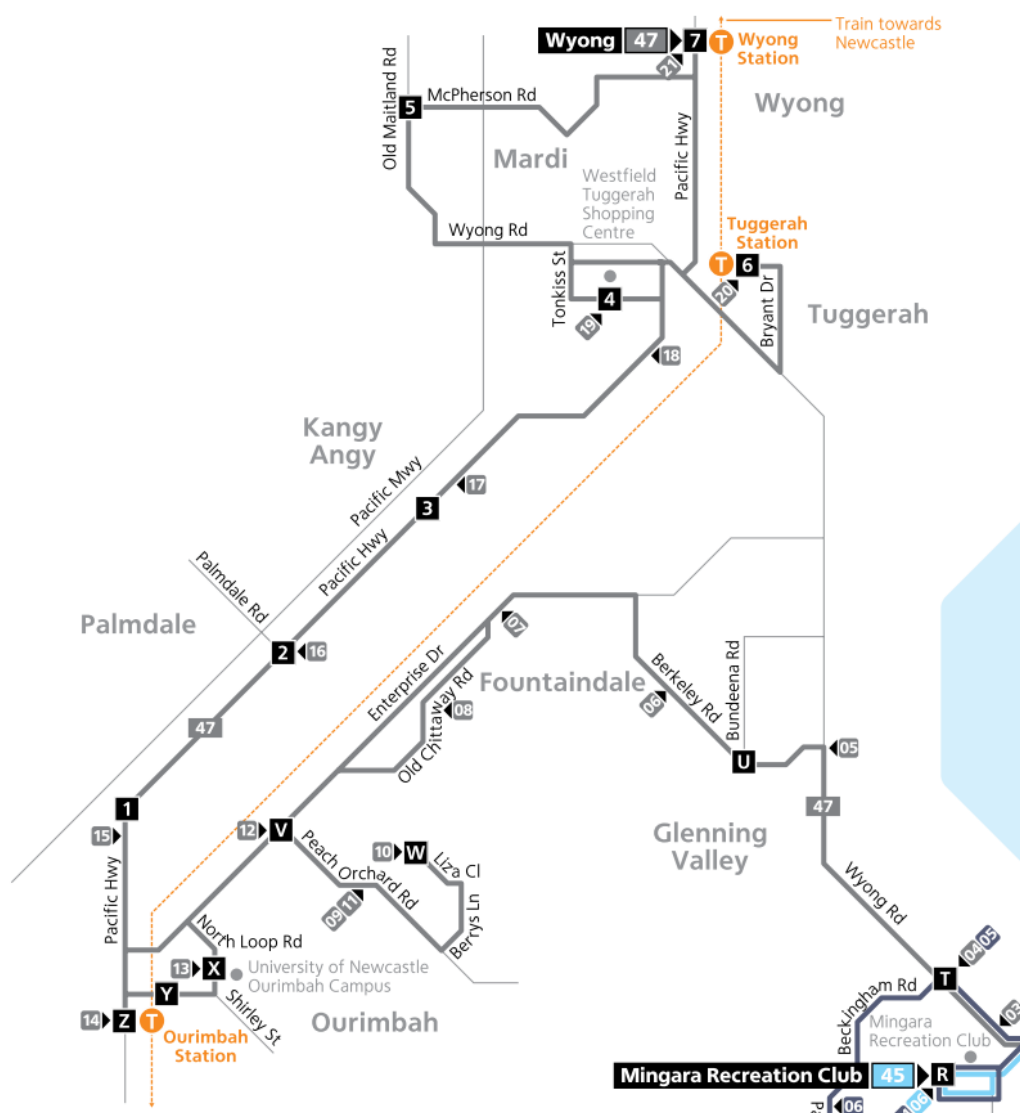 Train towards
Newcastle
Wyong 47 7 T Wyong
Station
21
Wyong
Old Maitland Rd
5 McPherson Rd
Mardi
Pacific Hwy
Westfield
Tuggerah
Shopping
Centre
Tuggerah
Station
Wyong Rd
T 6
20
Bryant Dr
Tonkiss St
4
19
Tuggerah
18
Kangy
Angy
Pacific Mwy
17
3
Pacific Hwy
Palmdale Rd
Palmdale
2 16
07
Enterprise Dr
Fountaindale
Berkeley Rd
Bundeena Rd
06
Old Chittaway Rd
08
47
U
05
47
1
15
12 V
Peach Orchard Rd
10 W Liza Cl
Glenning
Valley
09 11
Berrys Ln
Wyong Rd
Pacific Hwy
North Loop Rd
13 X University of Newcastle
Ourimbah Campus
Y
Shirley St
14 Z T
Ourimbah
Ourimbah
Station
04 05
T
Beckingham Rd
03
Mingara
Recreation Club
Mingara Recreation Club 45 R
06
06